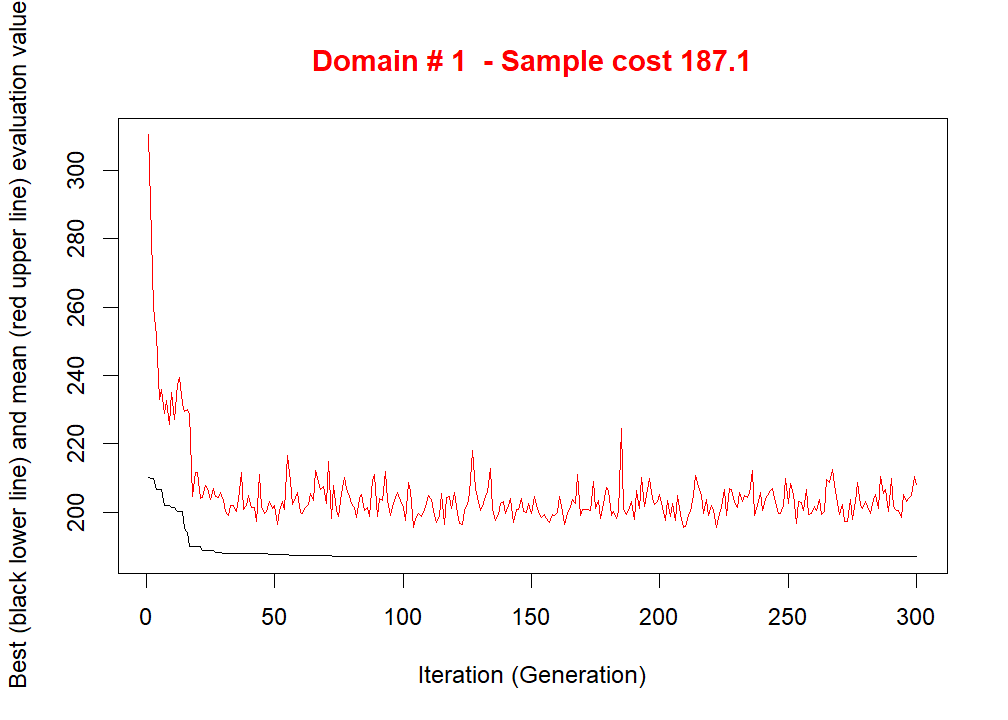 Domain # 1  - Sample cost 187.1
Best (black lower line) and mean (red upper line) evaluation value
300
280
260
240
220
200
0 50 100 150 200 250 300
Iteration (Generation)